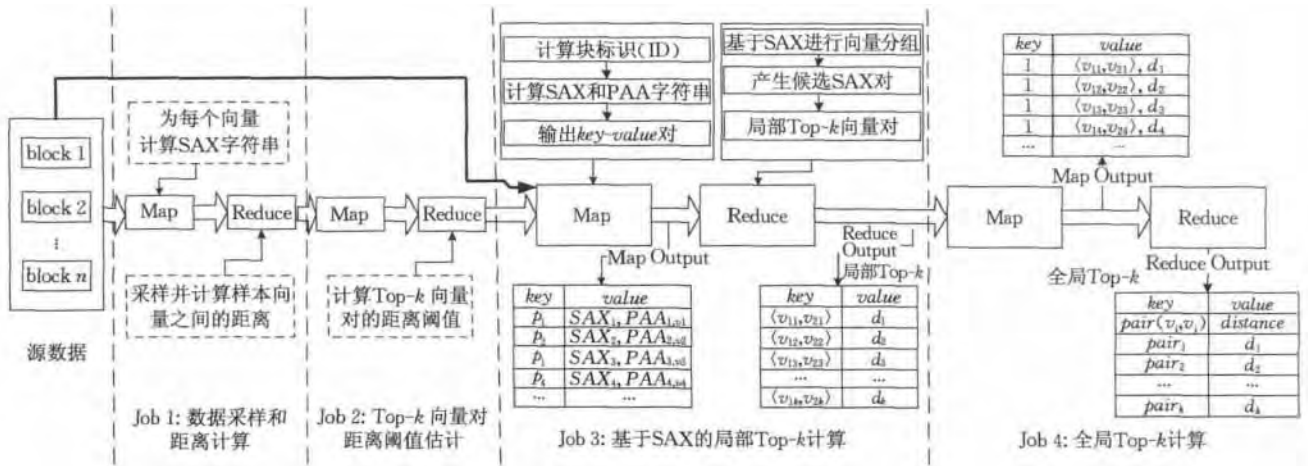 block 1
block 2
⋮
block n
源数据
为每个向量
计算SAX字符串
Map
Reduce
采样并计算样本向
量之间的距离
Job 1: 数据采样和
距离计算
Map
Reduce
计算Top-k 向量
对的距离阈值
Job 2: Top-k 向量对
距离阈值估计
计算块标识(ID)
计算SAX和PAA字符串
输出key-value对
基于SAX进行向量分组
产生候选SAX对
局部Top-k向量对
Map
Reduce
Map Output
key value
p₁ SAX₁, PAA₁,ᵥ₁
p₂ SAX₂, PAA₂,ᵥ₂
SAX₃, PAA₃,ᵥ₃
p₄ SAX₄, PAA₄,ᵥ₄
... ...
Reduce
Output
局部Top-k
key value
⟨v₁₁,v₂₁⟩ d₁
⟨v₁₂,v₂₂⟩ d₂
⟨v₁₃,v₂₃⟩ d₃
... ...
⟨v₁ₖ,v₂ₖ⟩ dₖ
Job 3: 基于SAX的局部Top-k计算
key value
1 ⟨v₁₁,v₂₁⟩, d₁
1 ⟨v₁₂,v₂₂⟩, d₂
1 ⟨v₁₃,v₂₃⟩, d₃
1 ⟨v₁₄,v₂₄⟩, d₄
... ...
Map Output
Map
Reduce
全局Top-k
Reduce Output
key value
pair(vᵢ,vⱼ) distance
pair₁ d₁
pair₂ d₂
... ...
pairₖ dₖ
Job 4: 全局Top-k计算